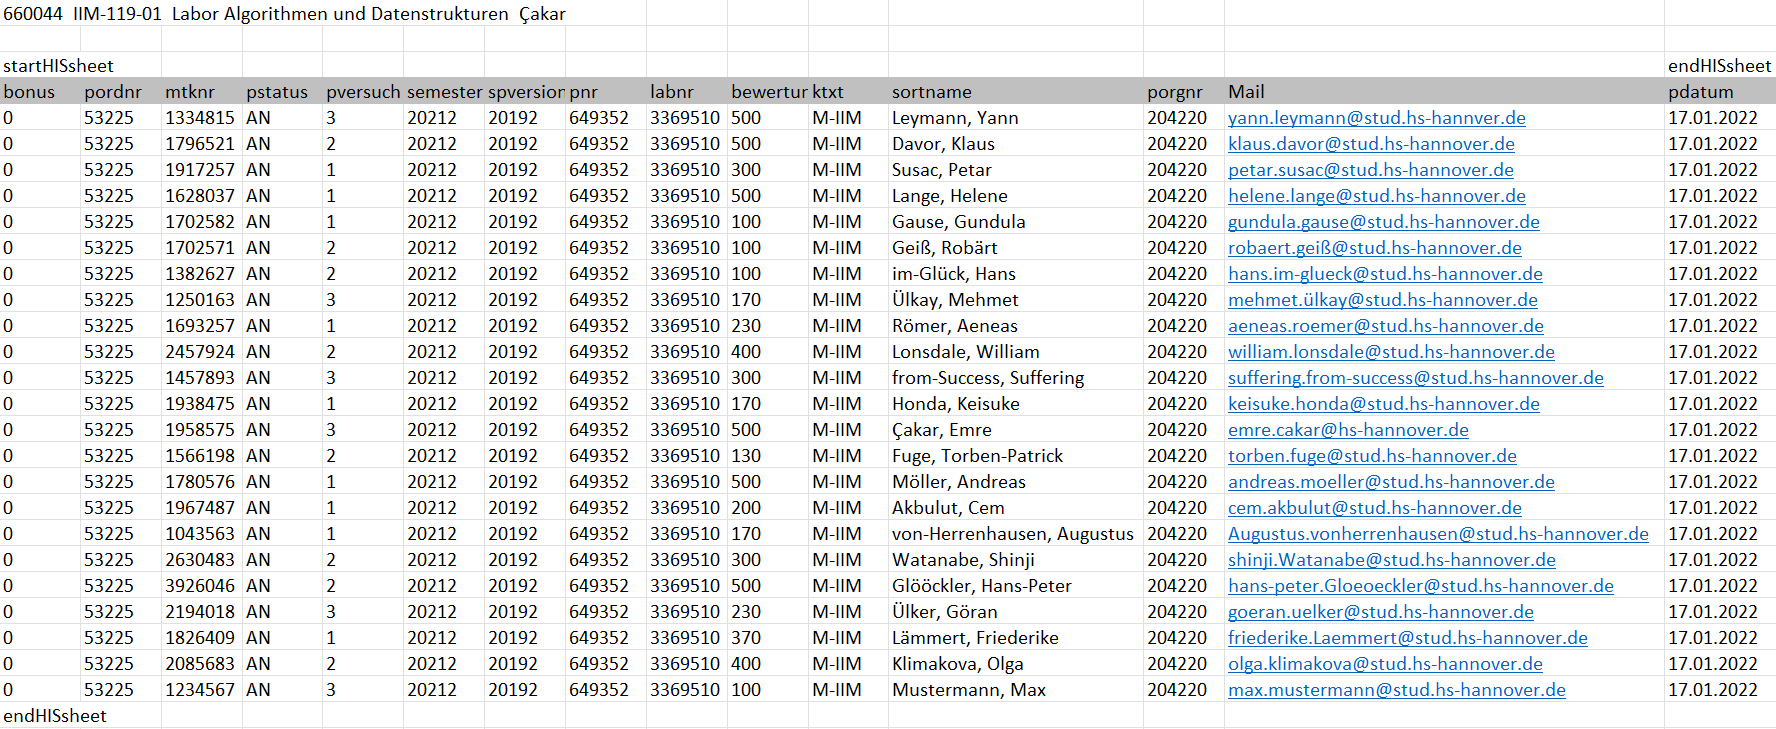 660044 IIM-119-01 Labor Algorithmen und Datenstrukturen Çakar
startHISsheet endHISsheet
bonus pordnr mtknr pstatus pversuch semester spversion pnr labnr bewertur ktxt sortname porgnr Mail pdatum
0 53225 1334815 AN 3 20212 20192 649352 3369510 500 M-IIM Leymann, Yann 204220 yann.leymann@stud.hs-hannver.de 17.01.2022
0 53225 1796521 AN 2 20212 20192 649352 3369510 500 M-IIM Davor, Klaus 204220 klaus.davor@stud.hs-hannover.de 17.01.2022
0 53225 1917257 AN 1 20212 20192 649352 3369510 300 M-IIM Susac, Petar 204220 petar.susac@stud.hs-hannover.de 17.01.2022
0 53225 1628037 AN 1 20212 20192 649352 3369510 500 M-IIM Lange, Helene 204220 helene.lange@stud.hs-hannover.de 17.01.2022
0 53225 1702582 AN 1 20212 20192 649352 3369510 100 M-IIM Gause, Gundula 204220 gundula.gause@stud.hs-hannover.de 17.01.2022
0 53225 1702571 AN 2 20212 20192 649352 3369510 100 M-IIM Geiß, Robärt 204220 robaert.geiß@stud.hs-hannover.de 17.01.2022
0 53225 1382627 AN 2 20212 20192 649352 3369510 100 M-IIM im-Glück, Hans 204220 hans.im-glueck@stud.hs-hannover.de 17.01.2022
0 53225 1250163 AN 3 20212 20192 649352 3369510 170 M-IIM Ülkay, Mehmet 204220 mehmet.ülkay@stud.hs-hannover.de 17.01.2022
0 53225 1693257 AN 1 20212 20192 649352 3369510 230 M-IIM Römer, Aeneas 204220 aeneas.roemer@stud.hs-hannover.de 17.01.2022
0 53225 2457924 AN 2 20212 20192 649352 3369510 400 M-IIM Lonsdale, William 204220 william.lonsdale@stud.hs-hannover.de 17.01.2022
0 53225 1457893 AN 3 20212 20192 649352 3369510 300 M-IIM from-Success, Suffering 204220 suffering.from-success@stud.hs-hannover.de 17.01.2022
0 53225 1938475 AN 1 20212 20192 649352 3369510 170 M-IIM Honda, Keisuke 204220 keisuke.honda@stud.hs-hannover.de 17.01.2022
0 53225 1958575 AN 3 20212 20192 649352 3369510 500 M-IIM Çakar, Emre 204220 emre.cakar@hs-hannover.de 17.01.2022
0 53225 1566198 AN 2 20212 20192 649352 3369510 130 M-IIM Fuge, Torben-Patrick 204220 torben.fuge@stud.hs-hannover.de 17.01.2022
0 53225 1780576 AN 1 20212 20192 649352 3369510 500 M-IIM Möller, Andreas 204220 andreas.moeller@stud.hs-hannover.de 17.01.2022
0 53225 1967487 AN 1 20212 20192 649352 3369510 200 M-IIM Akbulut, Cem 204220 cem.akbulut@stud.hs-hannover.de 17.01.2022
0 53225 1043563 AN 1 20212 20192 649352 3369510 170 M-IIM von-Herrenhausen, Augustus 204220 Augustus.vonherrenhausen@stud.hs-hannover.de 17.01.2022
0 53225 2630483 AN 2 20212 20192 649352 3369510 300 M-IIM Watanabe, Shinji 204220 shinji.Watanabe@stud.hs-hannover.de 17.01.2022
0 53225 3926046 AN 2 20212 20192 649352 3369510 500 M-IIM Glööckler, Hans-Peter 204220 hans-peter.Gloeoeckler@stud.hs-hannover.de 17.01.2022
0 53225 2194018 AN 3 20212 20192 649352 3369510 230 M-IIM Ülker, Göran 204220 goeran.uelker@stud.hs-hannover.de 17.01.2022
0 53225 1826409 AN 1 20212 20192 649352 3369510 370 M-IIM Lämmert, Friederike 204220 friederike.Laemmert@stud.hs-hannover.de 17.01.2022
0 53225 2085683 AN 2 20212 20192 649352 3369510 400 M-IIM Klimakova, Olga 204220 olga.klimakova@stud.hs-hannover.de 17.01.2022
0 53225 1234567 AN 3 20212 20192 649352 3369510 100 M-IIM Mustermann, Max 204220 max.mustermann@stud.hs-hannover.de 17.01.2022
endHISsheet